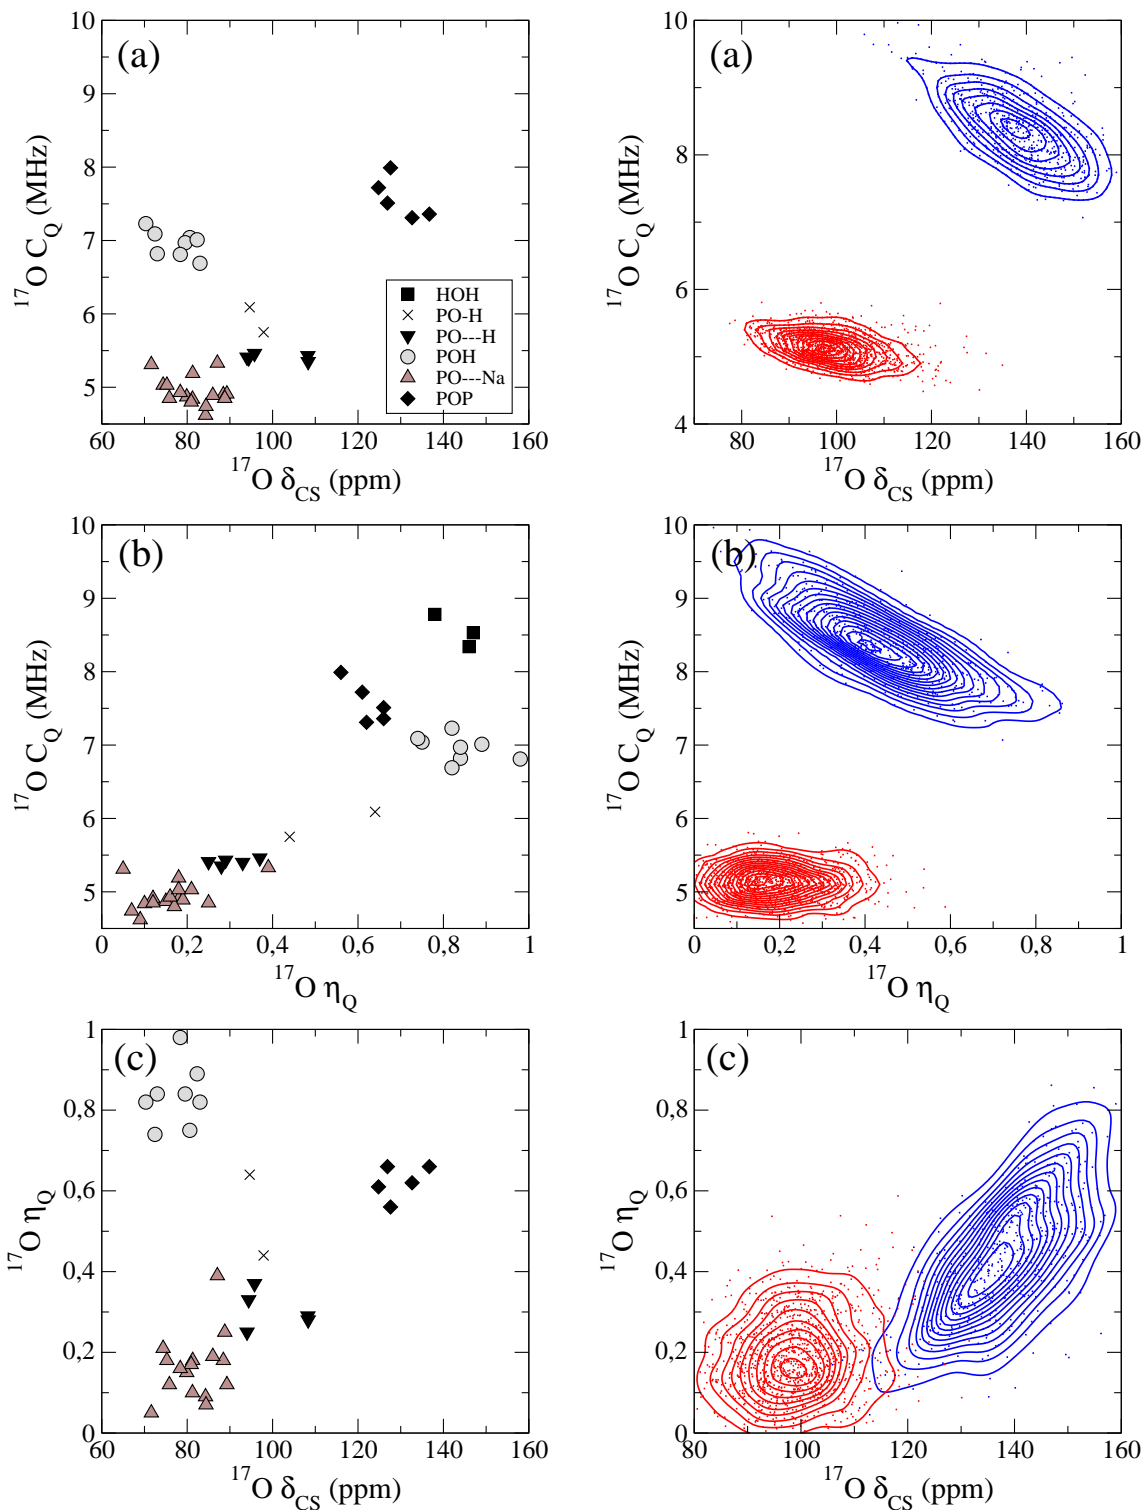 (a)
10
9
8
7
6
5
17O CQ (MHz)
HOH
PO-H
PO---H
POH
PO---Na
POP
60 80 100 120 140 160
17O δCS (ppm)
(a)
10
8
6
4
17O CQ (MHz)
80 100 120 140 160
17O δCS (ppm)
(b)
10
9
8
7
6
5
17O CQ (MHz)
0 0,2 0,4 0,6 0,8 1
17O ηQ
(b)
10
9
8
7
6
5
17O CQ (MHz)
0 0,2 0,4 0,6 0,8 1
17O ηQ
(c)
1
0,8
0,6
0,4
0,2
0
17O ηQ
60 80 100 120 140 160
17O δCS (ppm)
(c)
1
0,8
0,6
0,4
0,2
0
17O ηQ
100 120 140 160
17O δCS (ppm)